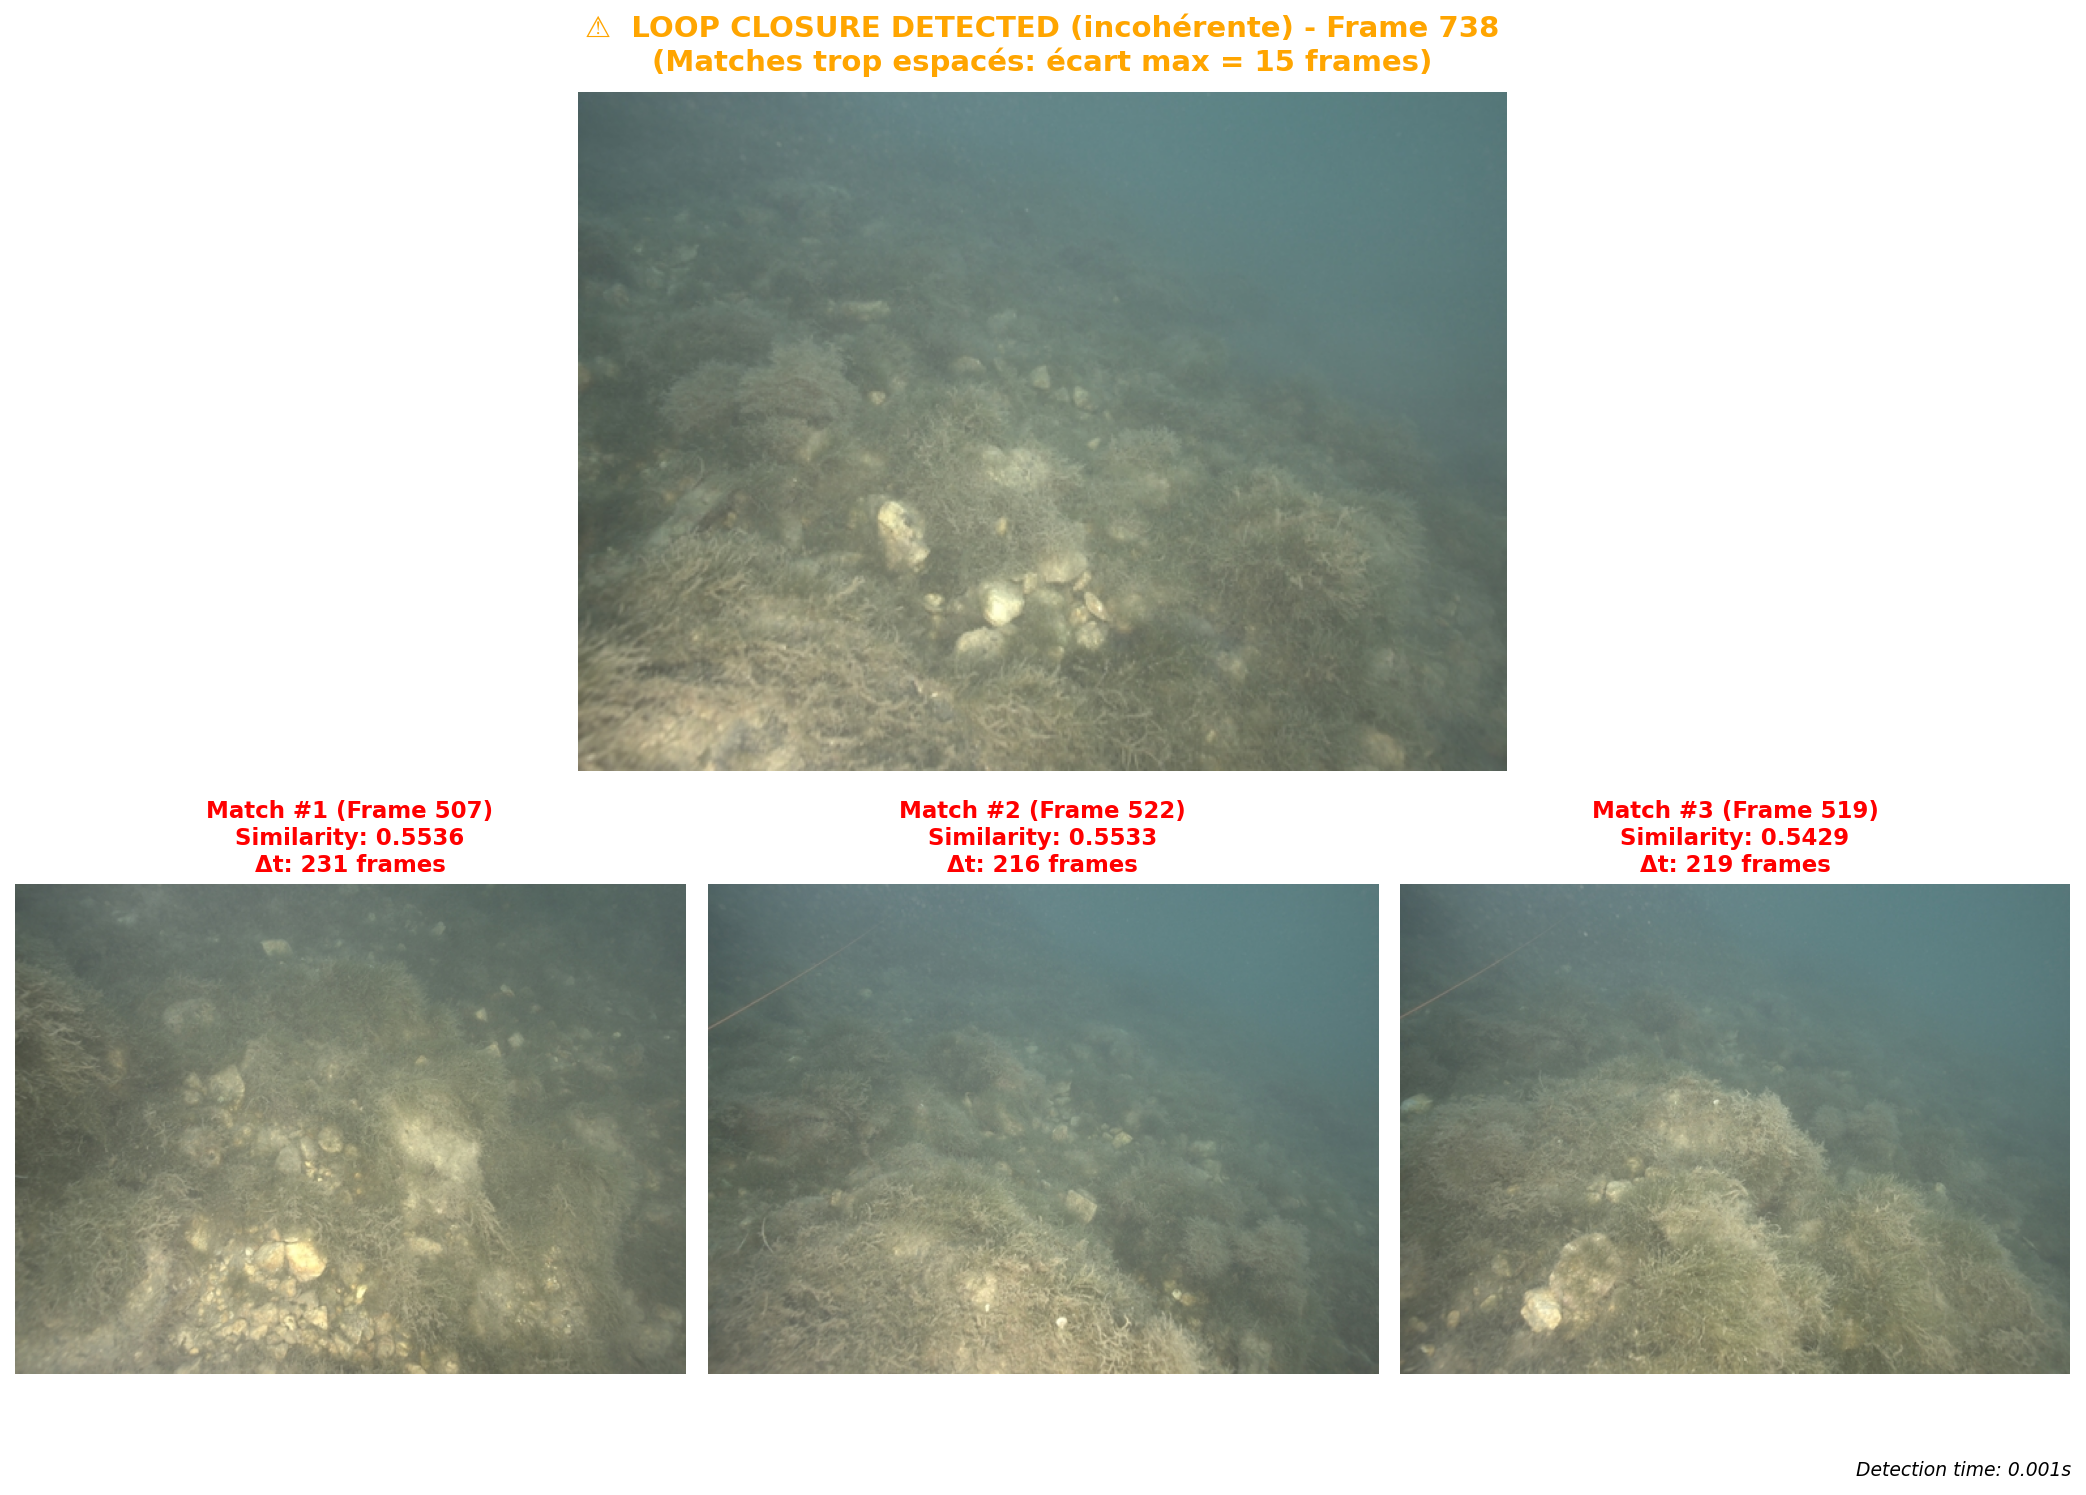 ⚠ LOOP CLOSURE DETECTED (incohérente) - Frame 738
(Matches trop espacés: écart max = 15 frames)
Match #1 (Frame 507)
Similarity: 0.5536
Δt: 231 frames
Match #2 (Frame 522)
Similarity: 0.5533
Δt: 216 frames
Match #3 (Frame 519)
Similarity: 0.5429
Δt: 219 frames
Detection time: 0.001s